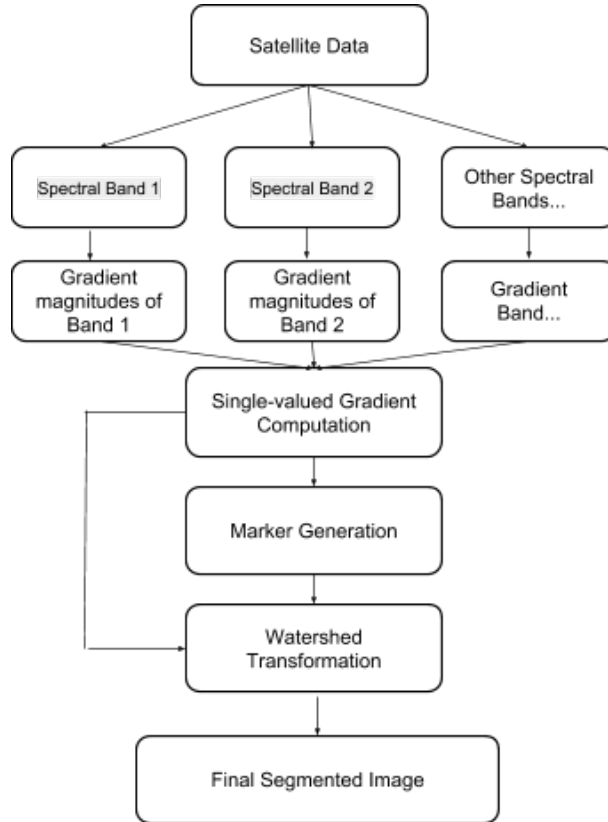 Satellite Data
Spectral Band 1
Spectral Band 2
Other Spectral
Bands...
Gradient
magnitudes of
Band 1
Gradient
magnitudes of
Band 2
Gradient
Band...
Single-valued Gradient
Computation
Marker Generation
Watershed
Transformation
Final Segmented Image